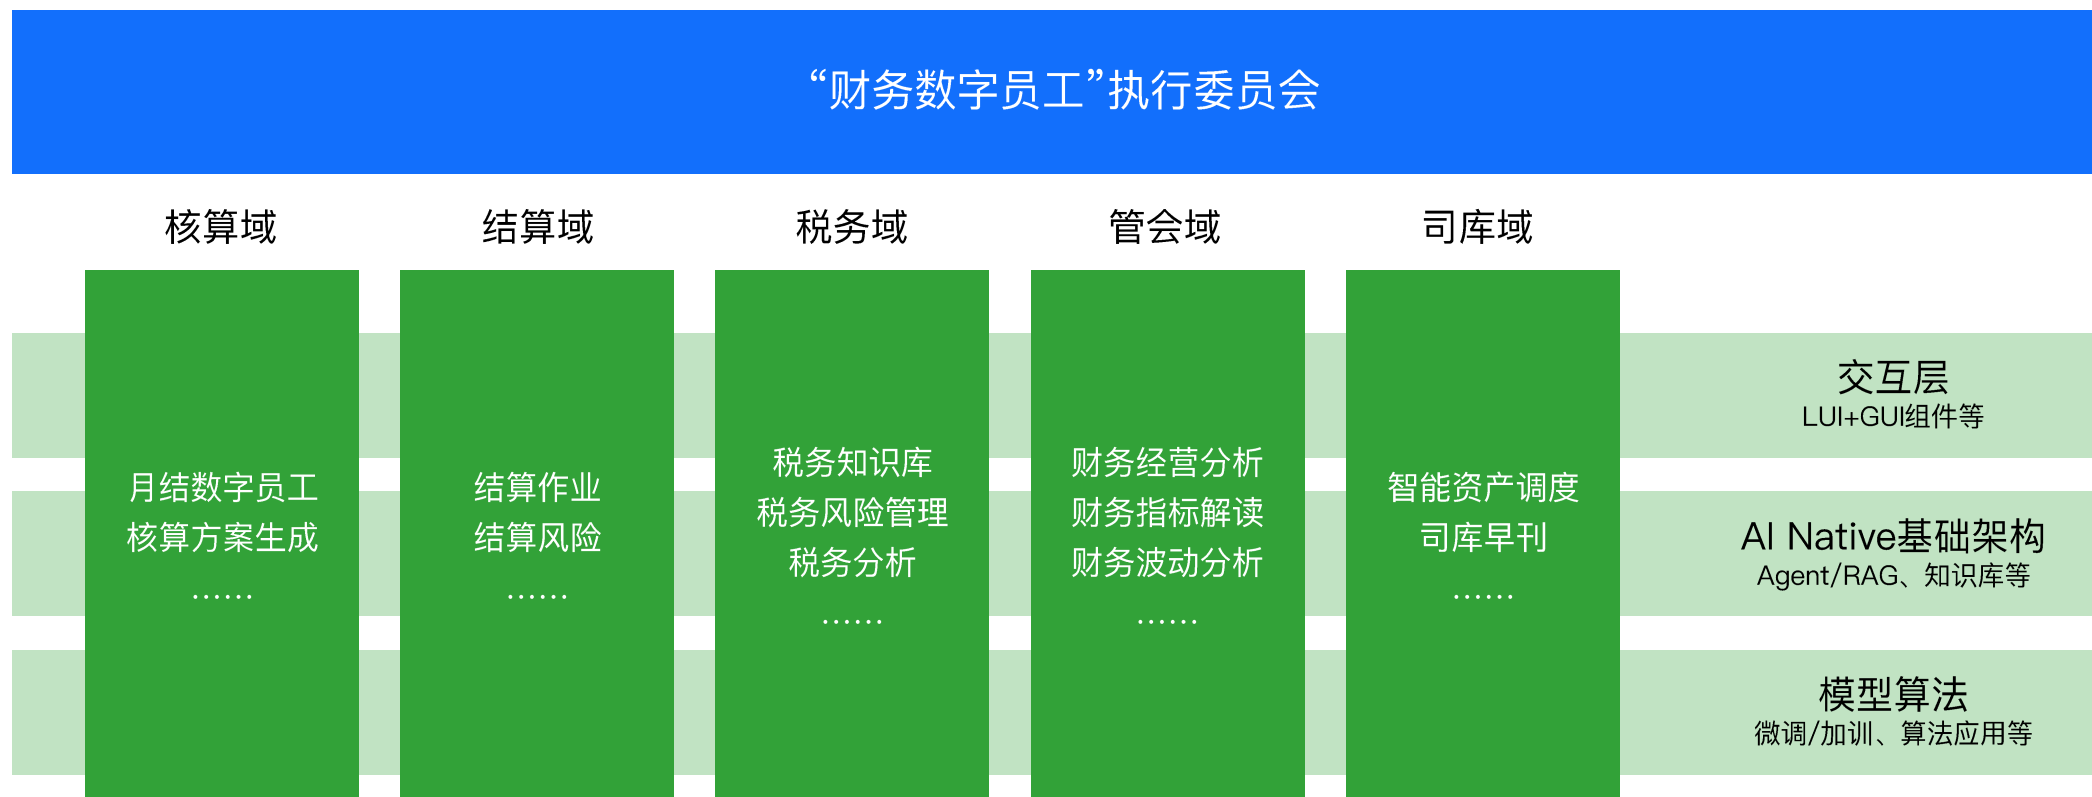 “财务数字员工”执行委员会
核算域
结算域
税务域
管会域
司库域
月结数字员工
核算方案生成
……
结算作业
结算风险
……
税务知识库
税务风险管理
税务分析
……
财务经营分析
财务指标解读
财务波动分析
……
智能资产调度
司库早刊
……
交互层
LUI+GUI组件等
AI Native基础架构
Agent/RAG、知识库等
模型算法
微调/加训、算法应用等